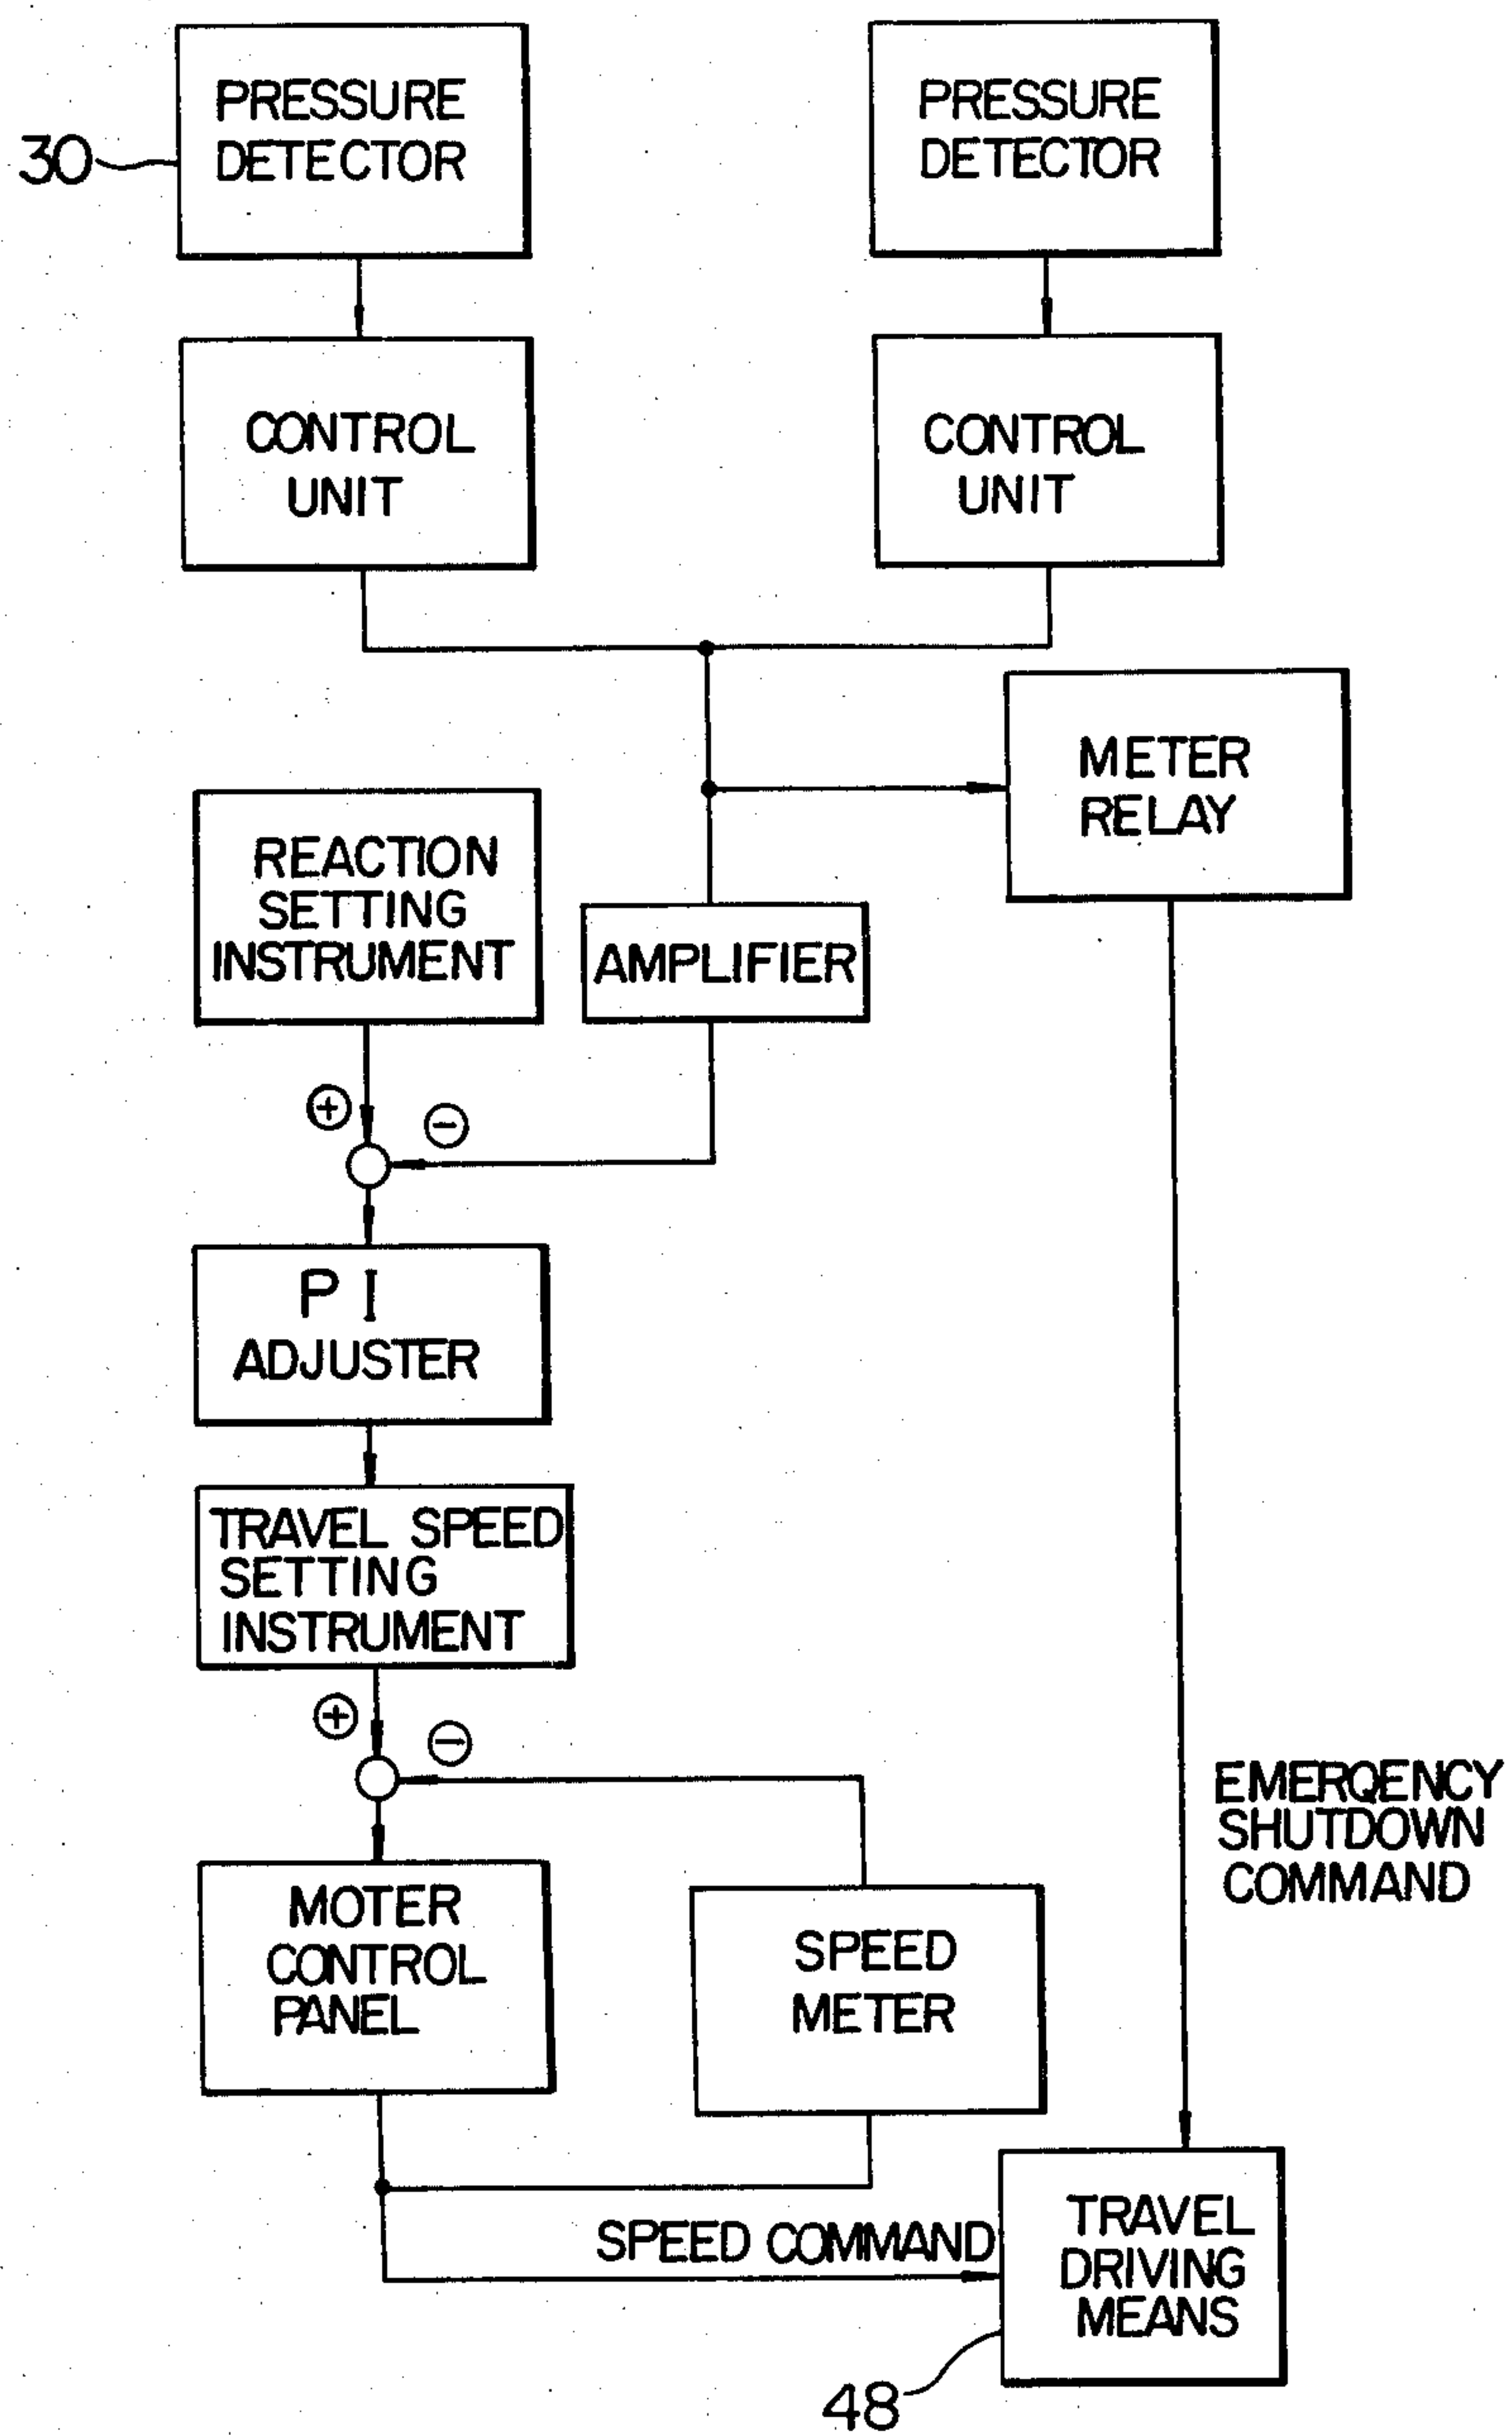 PRESSURE
DETECTOR
30
PRESSURE
DETECTOR
CONTROL
UNIT
CONTROL
UNIT
METER
RELAY
REACTION
SETTING
INSTRUMENT
AMPLIFIER
+
−
P I
ADJUSTER
TRAVEL SPEED
SETTING
INSTRUMENT
+
−
EMERQENCY
SHUTDOWN
COMMAND
MOTER
CONTROL
PANEL
SPEED
METER
SPEED COMMAND
TRAVEL
DRIVING
MEANS
48